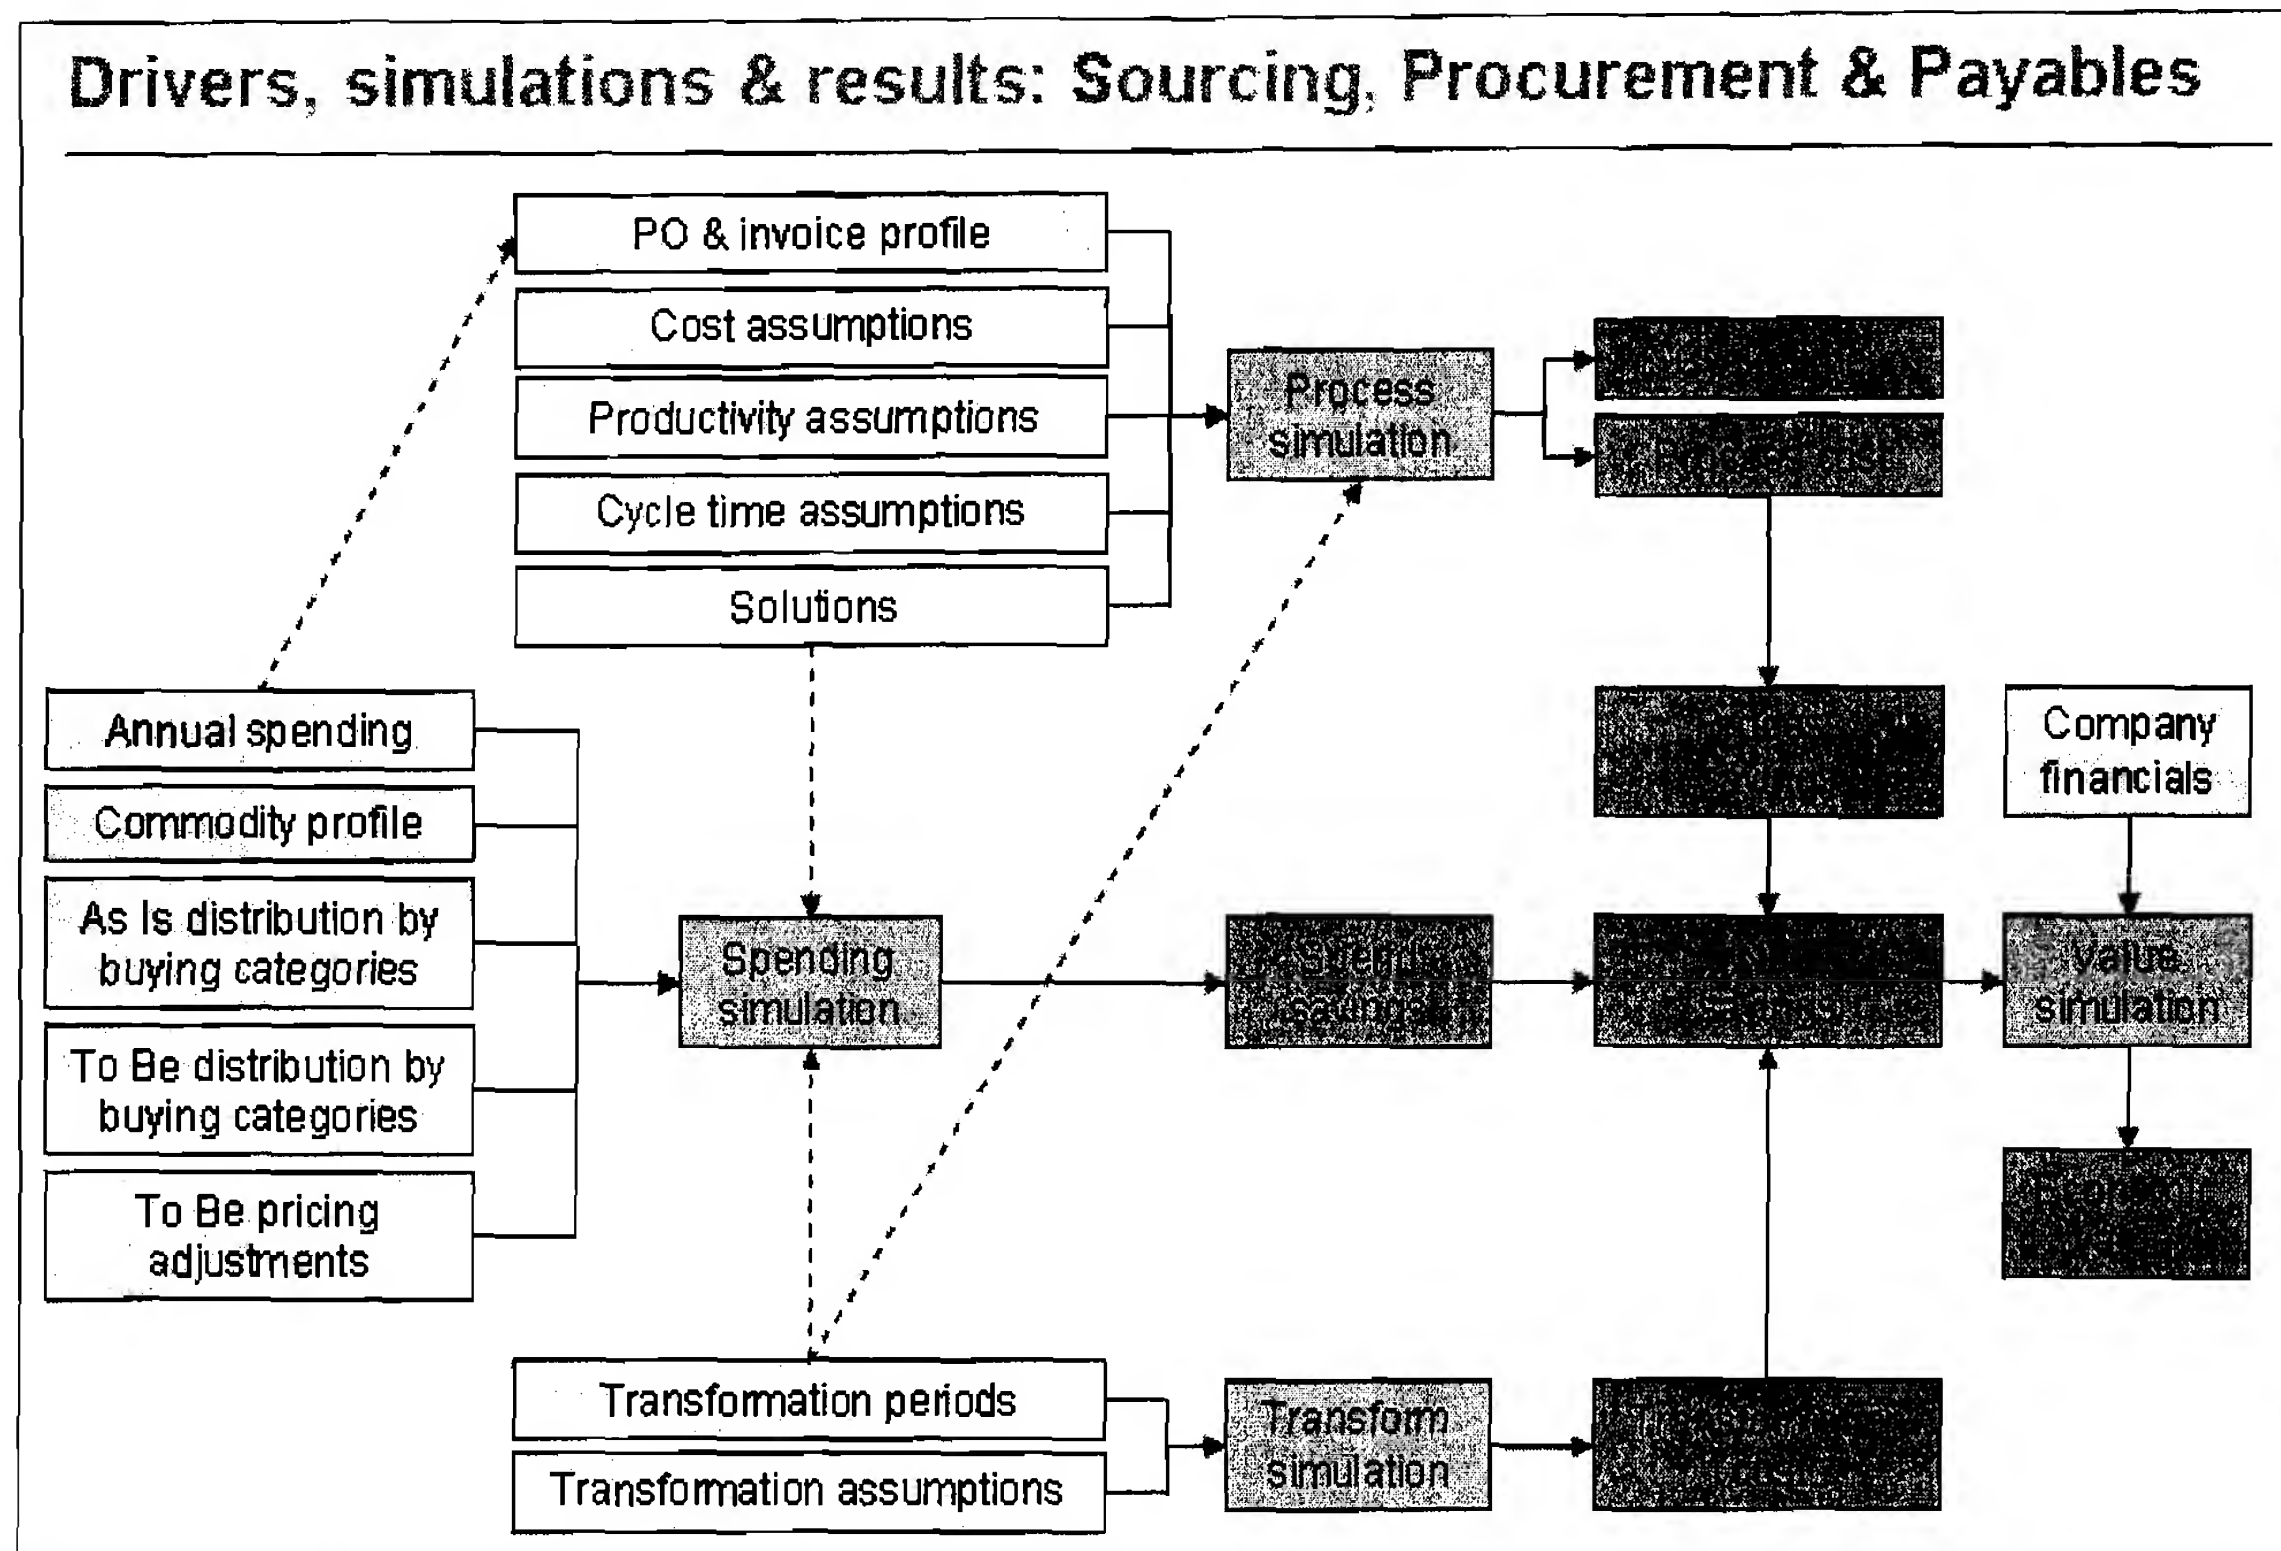 Drivers, simulations & results: Sourcing, Procurement & Payables
PO & invoice profile
Cost assumptions
Productivity assumptions
Cycle time assumptions
Solutions
Process
simulation
Annual spending
Commodity profile
As Is distribution by
buying categories
To Be distribution by
buying categories
To Be pricing
adjustments
Spending
simulation
Spend
savings
Company
financials
Value
simulation
Transformation periods
Transformation assumptions
Transform
simulation